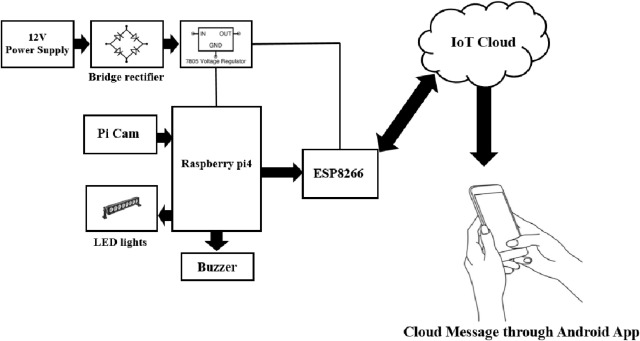 12V
Power Supply
Bridge rectifier
IN OUT
GND
7805 Voltage Regulator
IoT Cloud
Pi Cam
Raspberry pi4
ESP8266
LED lights
Buzzer
Cloud Message through Android App